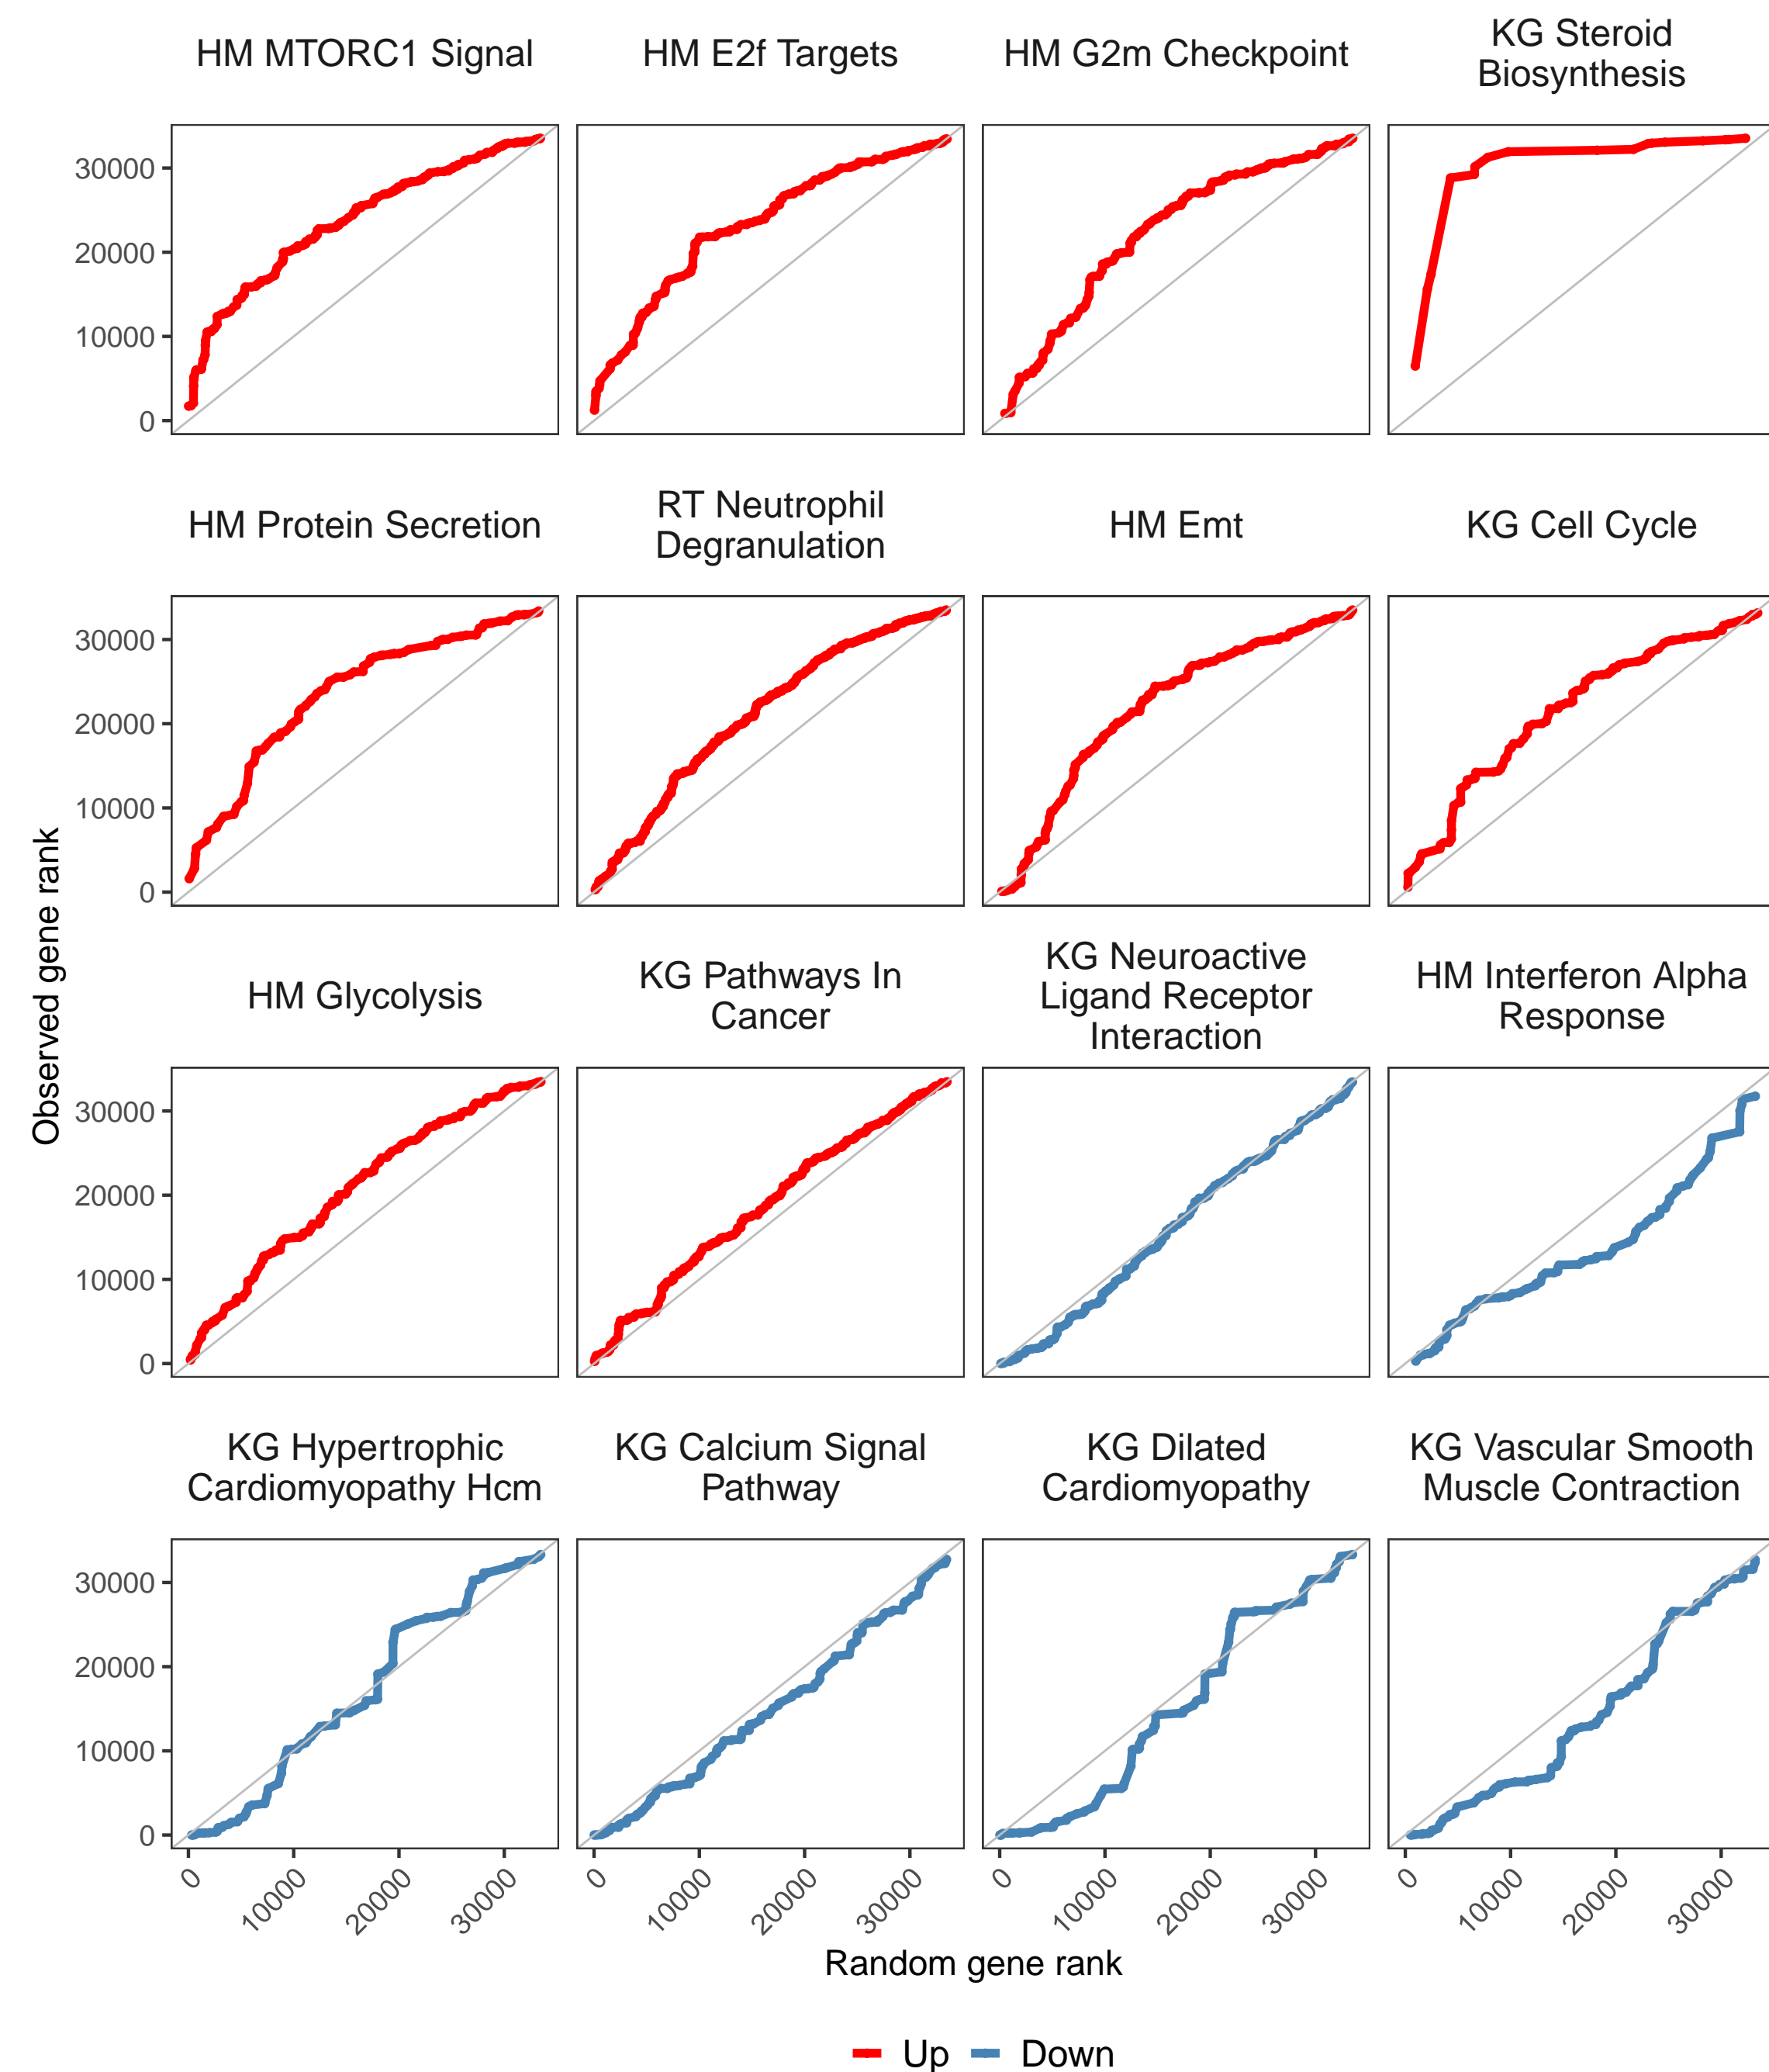 HM MTORC1 Signal
HM E2f Targets
HM G2m Checkpoint
KG Steroid
Biosynthesis
30000
20000
10000
0
HM Protein Secretion
RT Neutrophil
Degranulation
HM Emt
KG Cell Cycle
30000
20000
10000
0
Observed gene rank
HM Glycolysis
KG Pathways In
Cancer
KG Neuroactive
Ligand Receptor
Interaction
HM Interferon Alpha
Response
30000
20000
10000
0
KG Hypertrophic
Cardiomyopathy Hcm
KG Calcium Signal
Pathway
KG Dilated
Cardiomyopathy
KG Vascular Smooth
Muscle Contraction
30000
20000
10000
0
0
10000
20000
30000
0
10000
20000
30000
0
10000
20000
30000
0
10000
20000
30000
Random gene rank
Up
Down